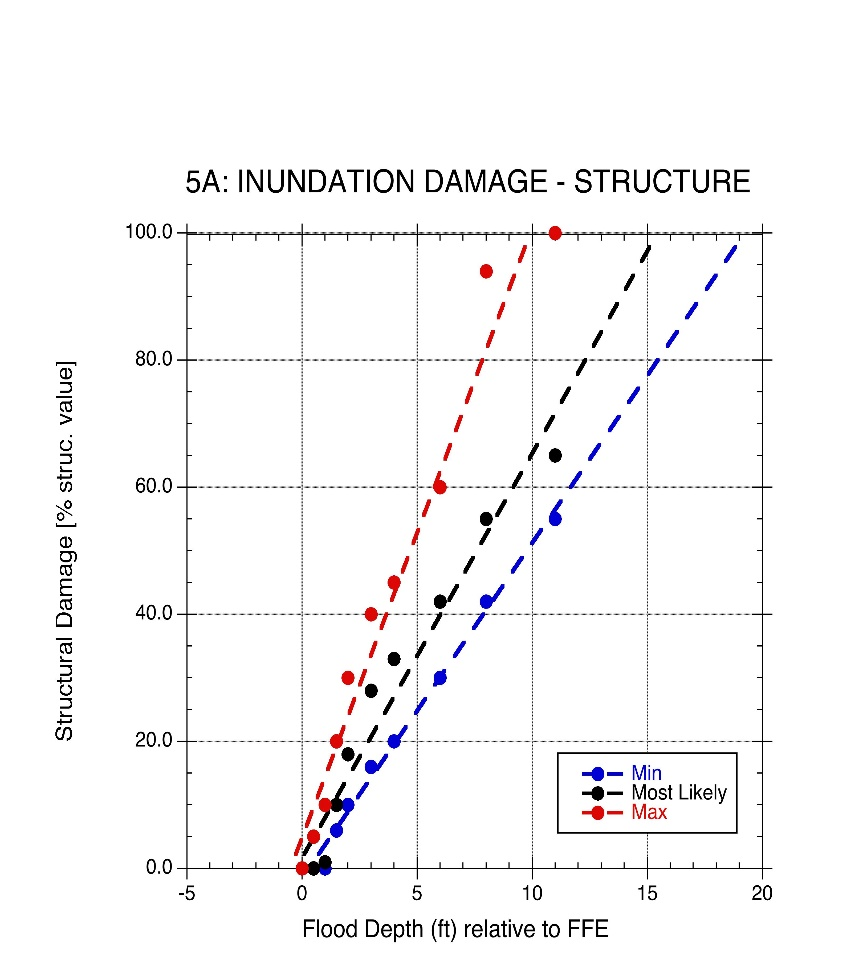 5A: INUNDATION DAMAGE - STRUCTURE
100.0
80.0
60.0
40.0
20.0
0.0
Structural Damage [% struc. value]
Min
Most Likely
Max
-5 0 5 10 15 20
Flood Depth (ft) relative to FFE